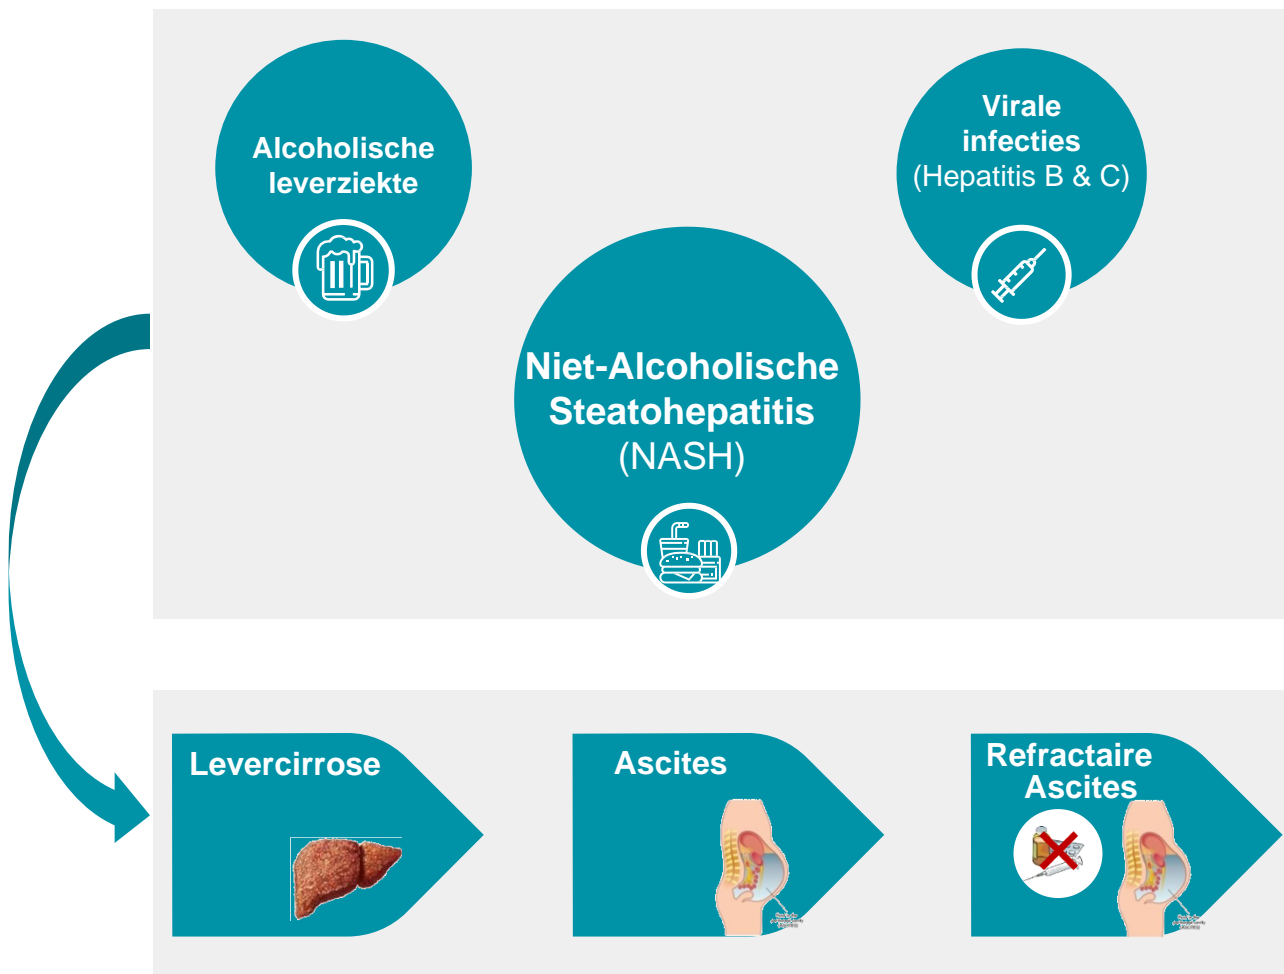 Alcoholische
leverziekte
Virale
infecties
(Hepatitis B & C)
Niet-Alcoholische
Steatohepatitis
(NASH)
Levercirrose
Ascites
Refractaire
Ascites